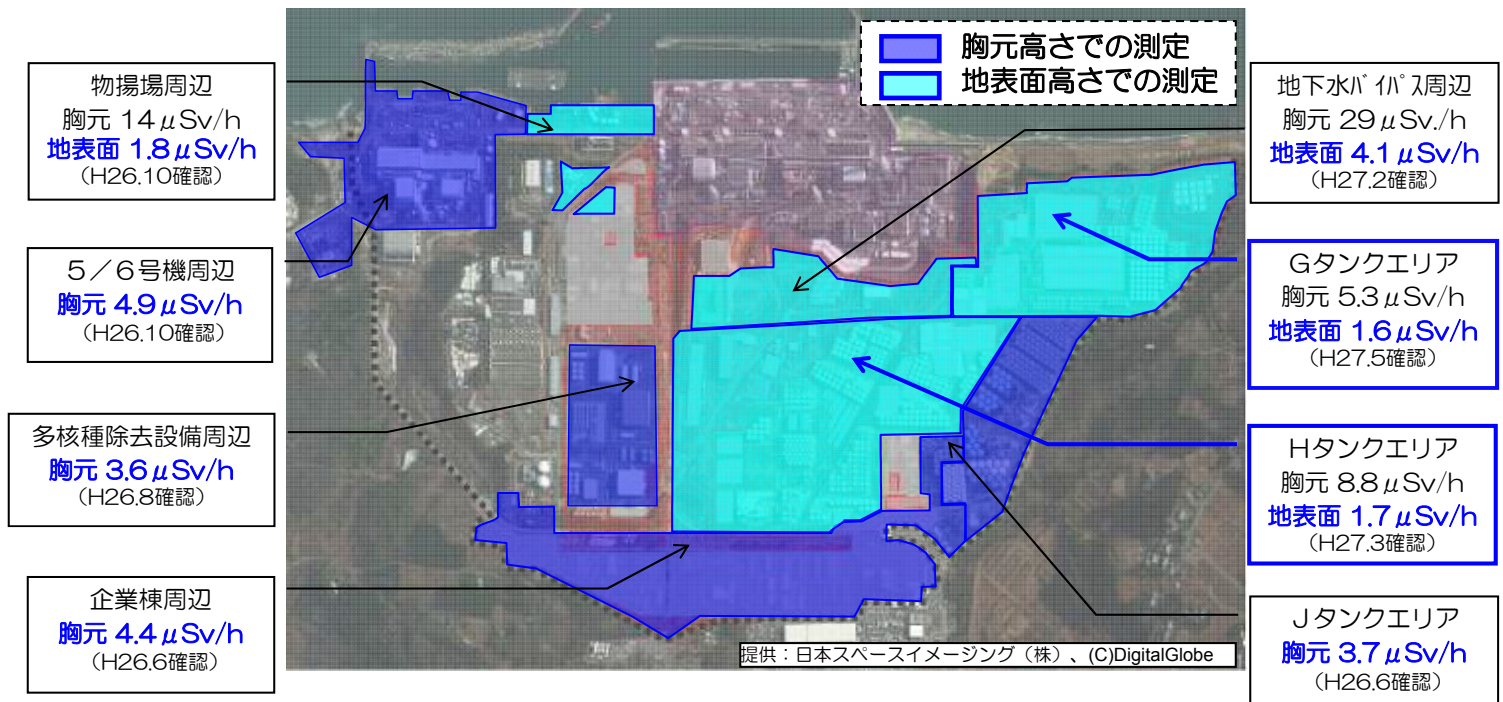 胸元高さでの測定
地表面高さでの測定
物揚場周辺
胸元 14μSv/h
地表面 1.8μSv/h
(H26.10確認)
5/6号機周辺
胸元 4.9μSv/h
(H26.10確認)
多核種除去設備周辺
胸元 3.6μSv/h
(H26.8確認)
企業棟周辺
胸元 4.4μSv/h
(H26.6確認)
地下水バイパス周辺
胸元 29μSv./h
地表面 4.1μSv/h
(H27.2確認)
Gタンクエリア
胸元 5.3μSv/h
地表面 1.6μSv/h
(H27.5確認)
Hタンクエリア
胸元 8.8μSv/h
地表面 1.7μSv/h
(H27.3確認)
Jタンクエリア
胸元 3.7μSv/h
(H26.6確認)
提供:日本スペースイメージング(株)、(C)DigitalGlobe